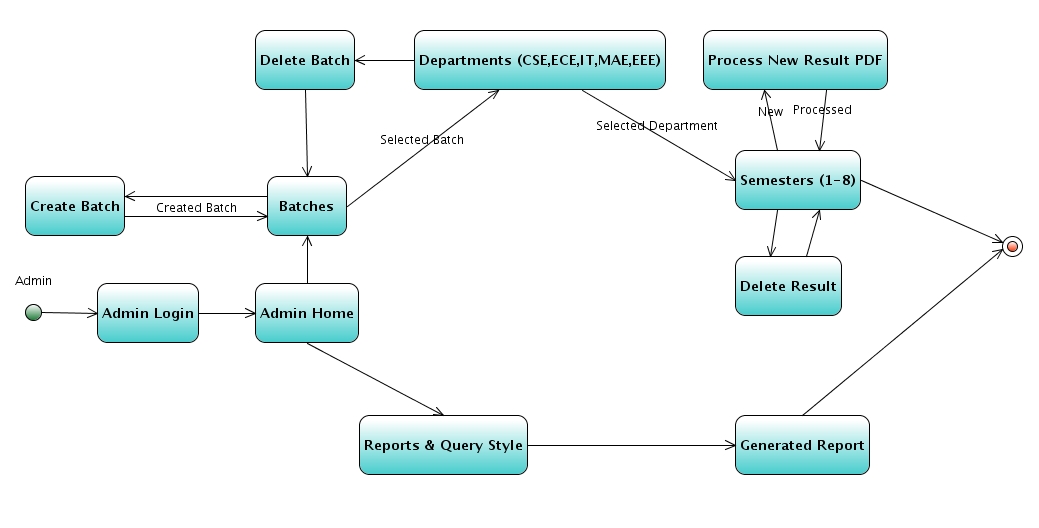 Delete Batch
Departments (CSE,ECE,IT,MAE,EEE)
Process New Result PDF
New
Processed
Selected Batch
Selected Department
Semesters (1-8)
Create Batch
Created Batch
Batches
Admin
Admin Login
Admin Home
Delete Result
Reports & Query Style
Generated Report